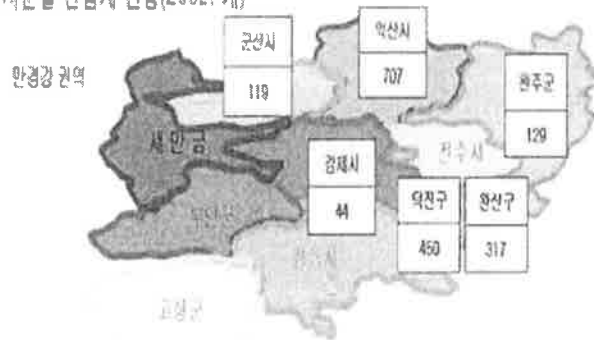 군산시
119
익산시
707
만경강 권역
완주군
129
새만금
전주시
김제시
44
덕진구
450
완산구
317
고창군